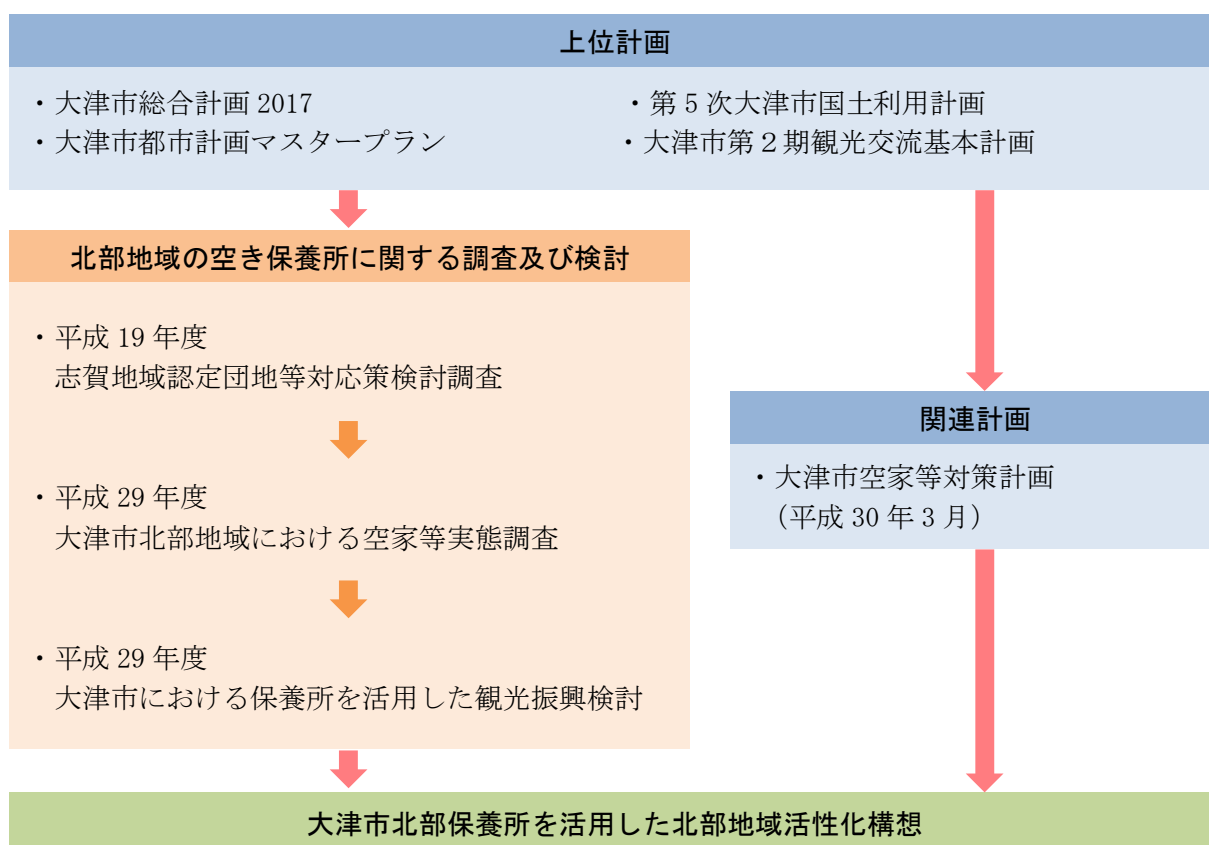 上位計画
・大津市総合計画 2017
・第 5 次大津市国土利用計画
・大津市都市計画マスタープラン
・大津市第２期観光交流基本計画
北部地域の空き保養所に関する調査及び検討
・平成 19 年度
志賀地域認定団地等対応策検討調査
・平成 29 年度
大津市北部地域における空家等実態調査
・平成 29 年度
大津市における保養所を活用した観光振興検討
関連計画
・大津市空家等対策計画
（平成 30 年 3 月）
大津市北部保養所を活用した北部地域活性化構想